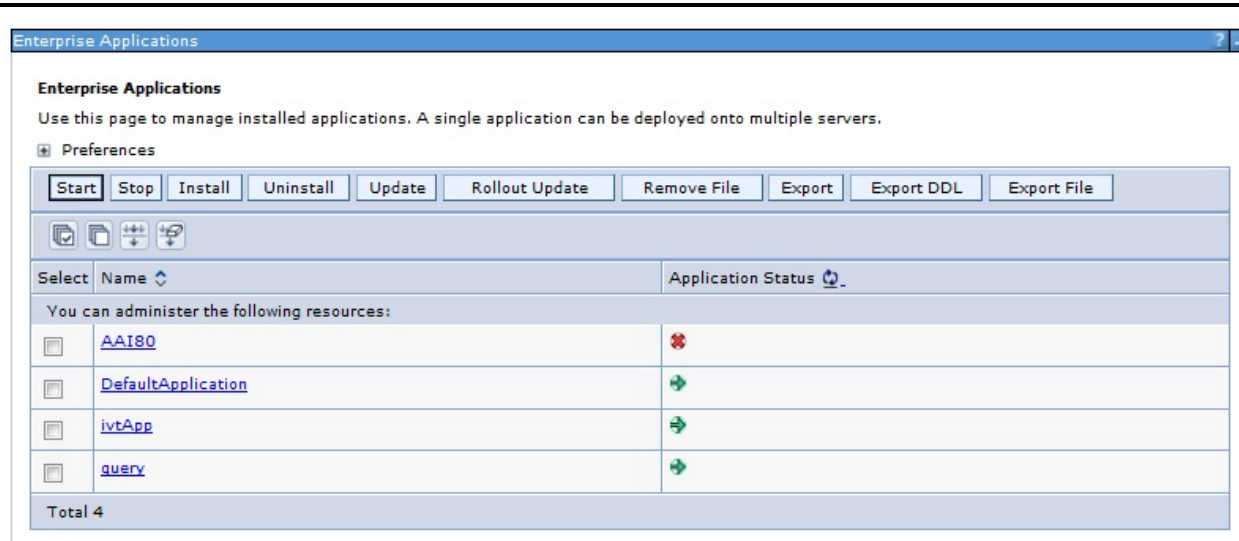 Enterprise Applications ?
Enterprise Applications
Use this page to manage installed applications. A single application can be deployed onto multiple servers.
Preferences
Start Stop Install Uninstall Update Rollout Update Remove File Export Export DDL Export File
Select Name Application Status
You can administer the following resources:
AAI80
DefaultApplication
ivtApp
query
Total 4